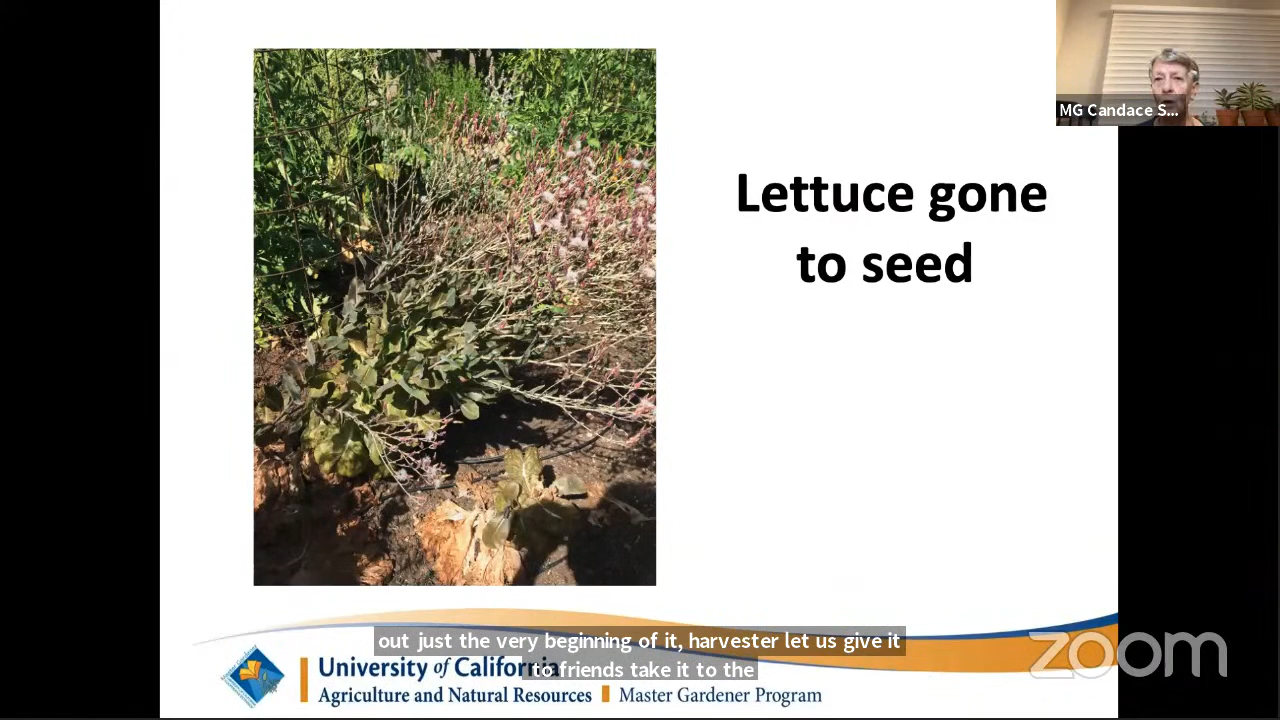 MG Candace S...
Lettuce gone
to seed
out just the very beginning of it, harvester let us give it
to friends take it to the
University of California
Agriculture and Natural Resources Master Gardener Program
zoom